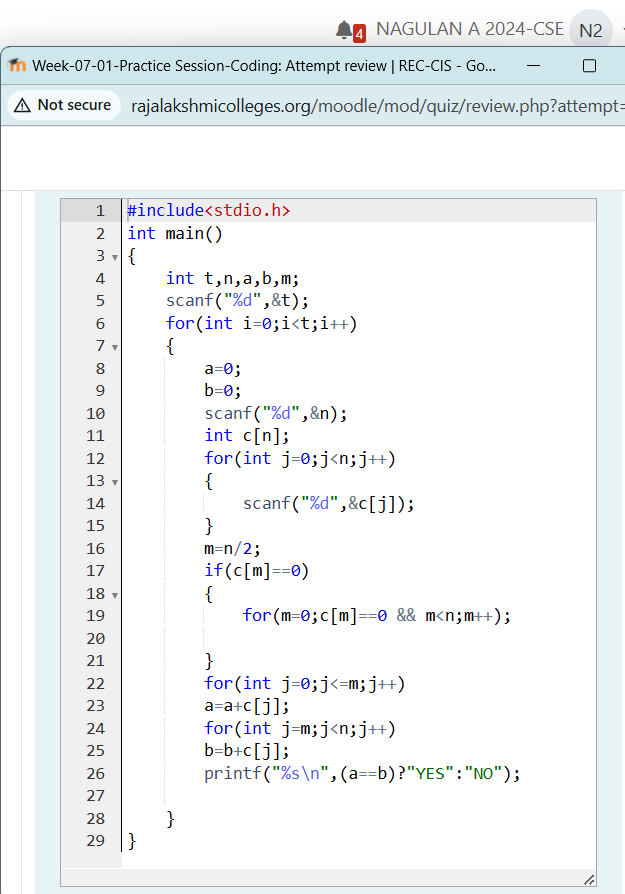 4 NAGULAN A 2024-CSE N2
Week-07-01-Practice Session-Coding: Attempt review | REC-CIS - Go...
Not secure rajalakshmicolleges.org/moodle/mod/quiz/review.php?attempt=
1 #include<stdio.h>
2 int main()
3 {
4     int t,n,a,b,m;
5     scanf("%d",&t);
6     for(int i=0;i<t;i++)
7     {
8         a=0;
9         b=0;
10         scanf("%d",&n);
11         int c[n];
12         for(int j=0;j<n;j++)
13         {
14             scanf("%d",&c[j]);
15         }
16         m=n/2;
17         if(c[m]==0)
18         {
19             for(m=0;c[m]==0 && m<n;m++);
20
21         }
22         for(int j=0;j<=m;j++)
23         a=a+c[j];
24         for(int j=m;j<n;j++)
25         b=b+c[j];
26         printf("%s\n",(a==b)?"YES":"NO");
27
28     }
29 }